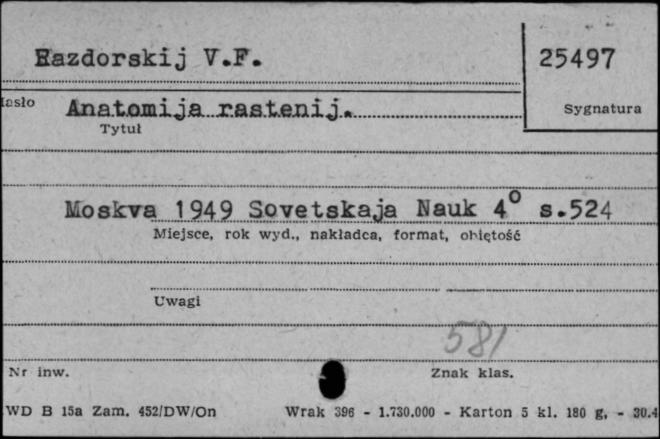 Razdorskij V.F.
25497
Hasło
Anatomija rastenij.
Sygnatura
Tytuł
Moskva 1949 Sovetskaja Nauk 4° s.524
Miejsce, rok wyd., nakładca, format, objętość
Uwagi
581
Nr inw.
Znak klas.
WD B 15a Zam. 452/DW/On
Wrak 396 - 1.730.000 - Karton 5 kl. 180 g, - 30.4